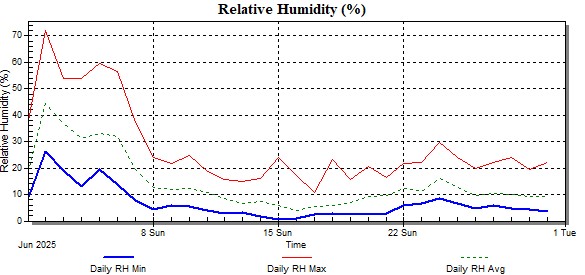 Relative Humidity (%)
70
60
50
40
30
20
10
0
Relative Humidity (%)
8 Sun
15 Sun
22 Sun
1 Tue
Jun 2025
Time
Daily RH Min
Daily RH Max
Daily RH Avg